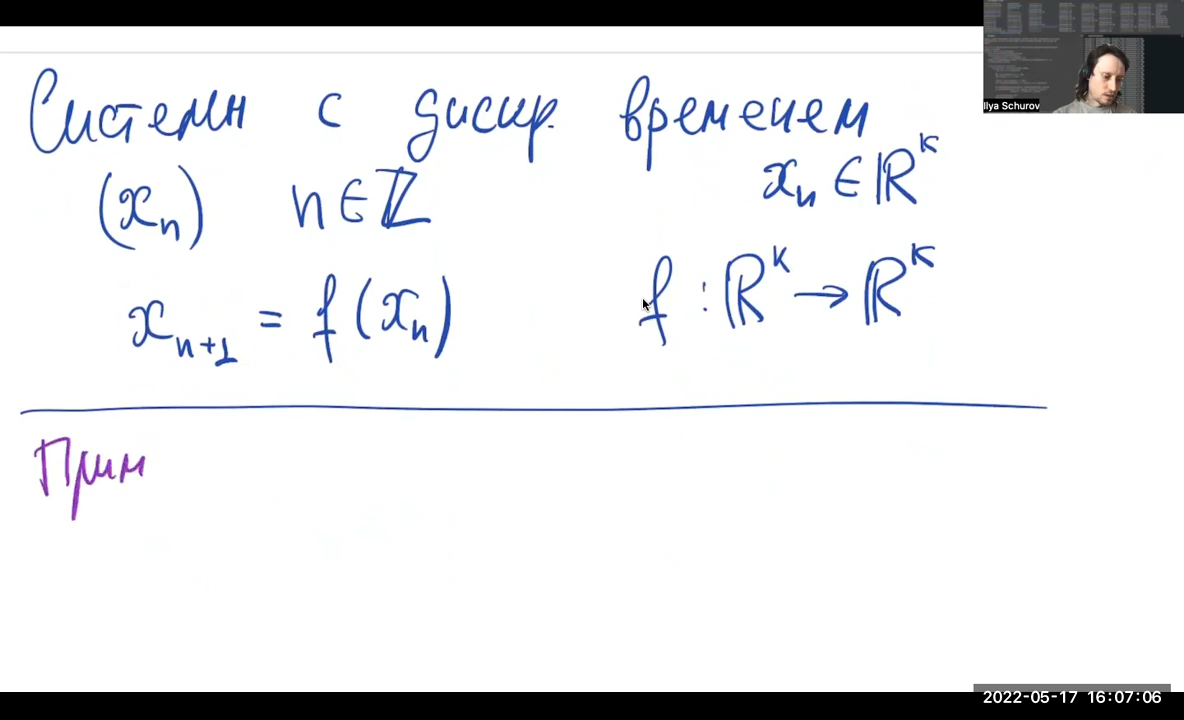 Системы с дискр. временем
(xₙ) n ∈ ℤ xₙ ∈ ℝᵏ
xₙ₊₁ = f(xₙ) f : ℝᵏ → ℝᵏ
Прим
Ilya Schurov
2022-05-17 16:07:06